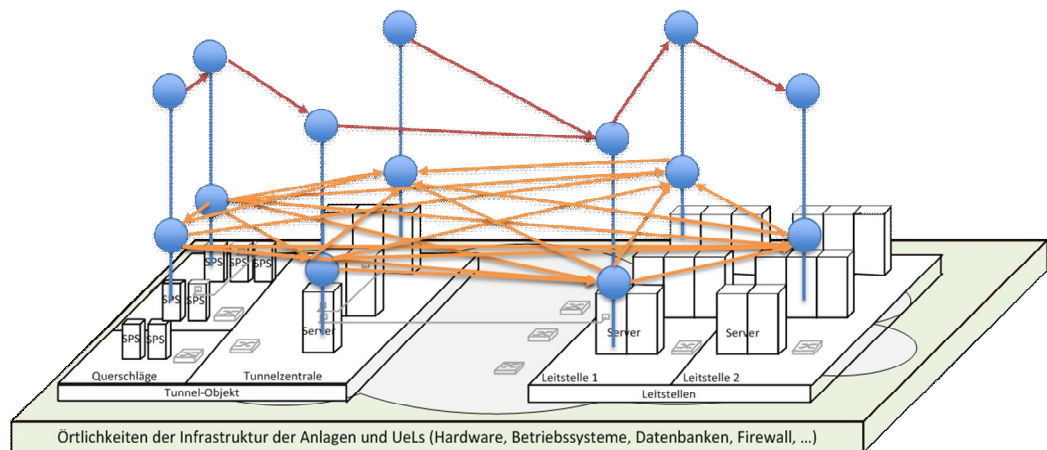 SPS SPS SPS
SPS SPS
SPS SPS
Server
Server
Server
Querschläge
Tunnelzentrale
Leitstelle 1
Leitstelle 2
Tunnel-Objekt
Leitstellen
Örtlichkeiten der Infrastruktur der Anlagen und UeLs (Hardware, Betriebssysteme, Datenbanken, Firewall, ...)